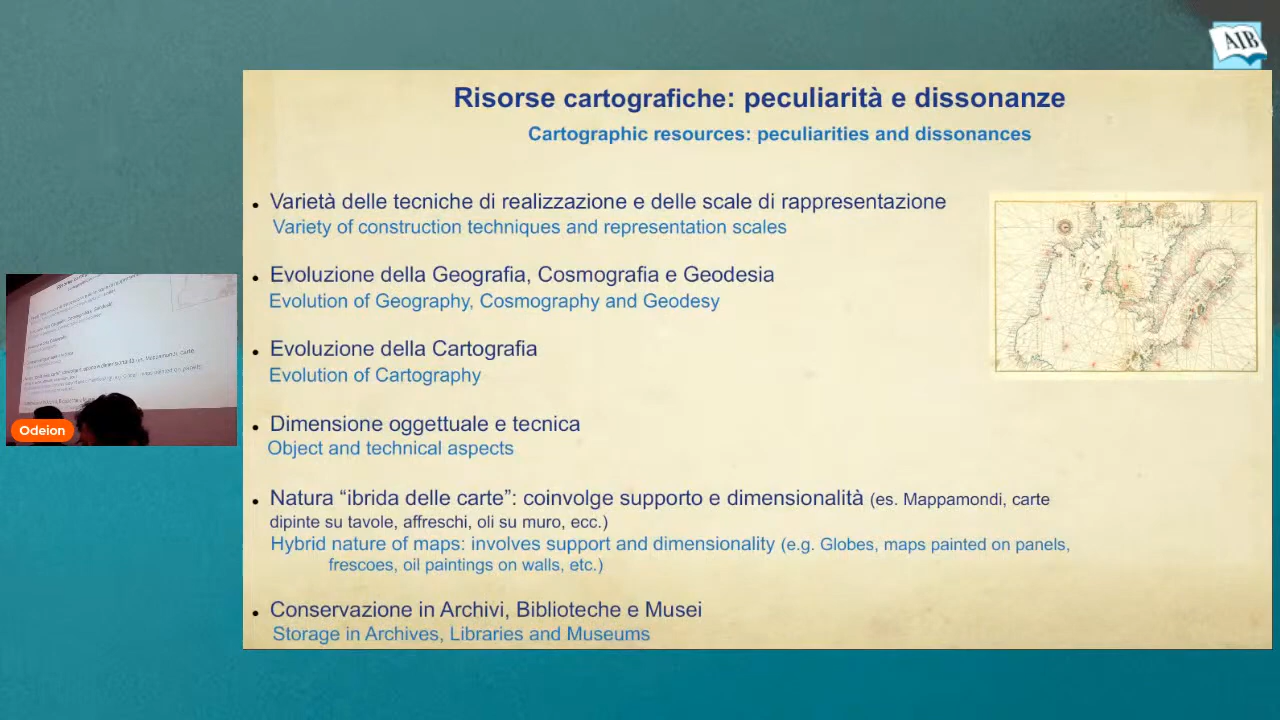 AIB
Risorse cartografiche: peculiarità e dissonanze
Cartographic resources: peculiarities and dissonances
• Varietà delle tecniche di realizzazione e delle scale di rappresentazione
Variety of construction techniques and representation scales
• Evoluzione della Geografia, Cosmografia e Geodesia
Evolution of Geography, Cosmography and Geodesy
• Evoluzione della Cartografia
Evolution of Cartography
• Dimensione oggettuale e tecnica
Object and technical aspects
• Natura “ibrida delle carte”: coinvolge supporto e dimensionalità (es. Mappamondi, carte
dipinte su tavole, affreschi, oli su muro, ecc.)
Hybrid nature of maps: involves support and dimensionality (e.g. Globes, maps painted on panels,
frescoes, oil paintings on walls, etc.)
• Conservazione in Archivi, Biblioteche e Musei
Storage in Archives, Libraries and Museums
Odeion